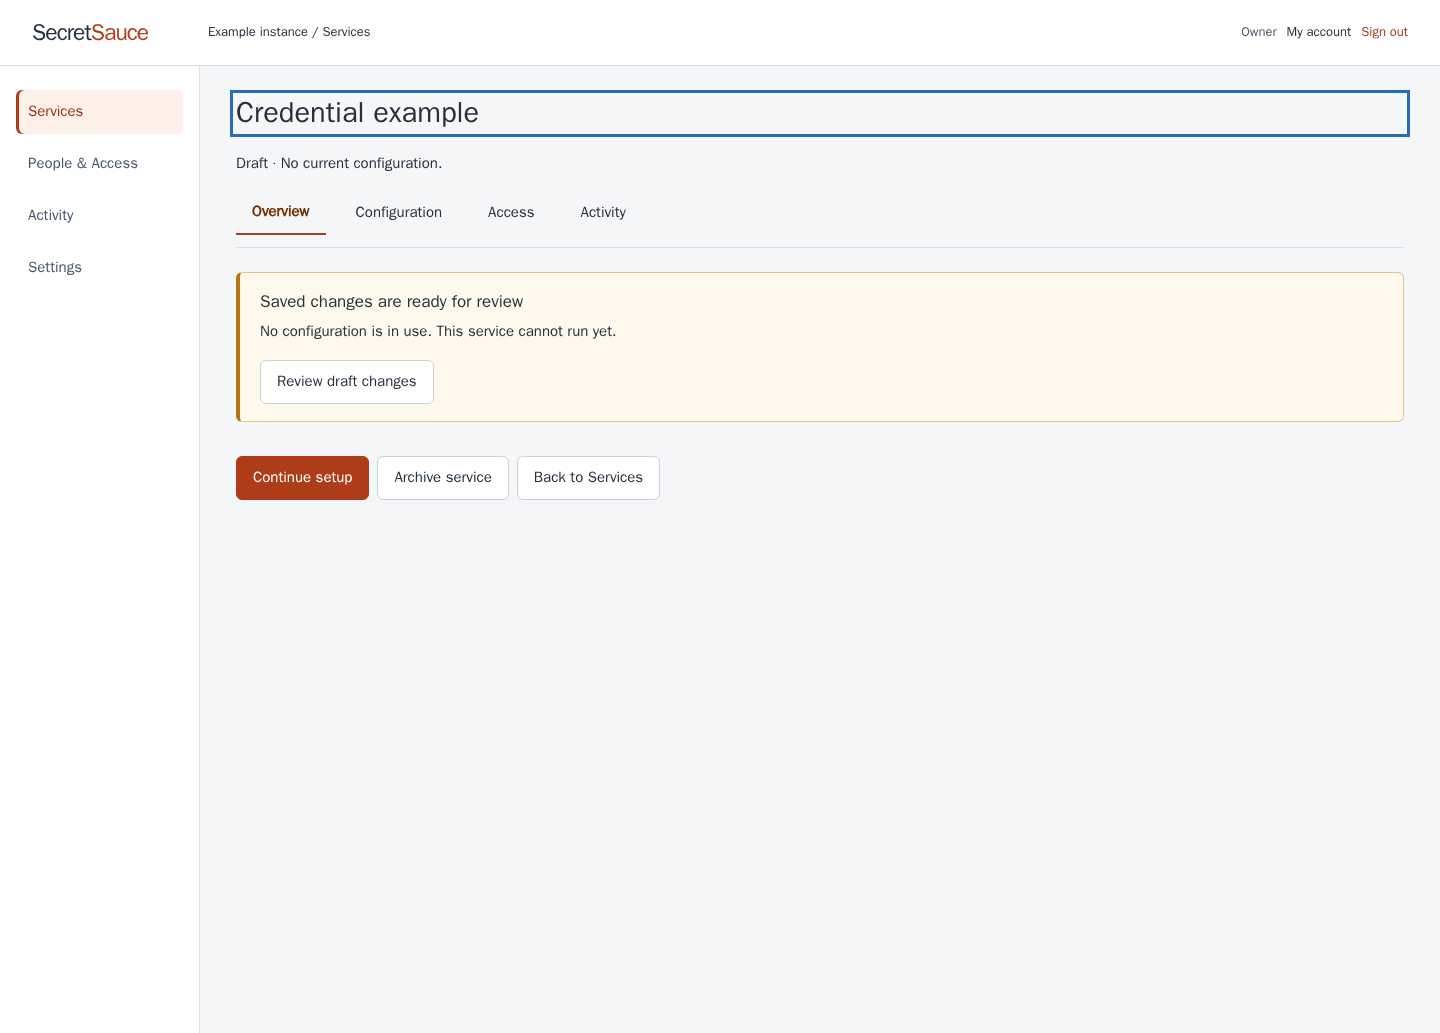 SecretSauce
Example instance / Services
Owner My account Sign out
Services
People & Access
Activity
Settings
Credential example
Draft · No current configuration.
Overview Configuration Access Activity
Saved changes are ready for review
No configuration is in use. This service cannot run yet.
Review draft changes
Continue setup Archive service Back to Services